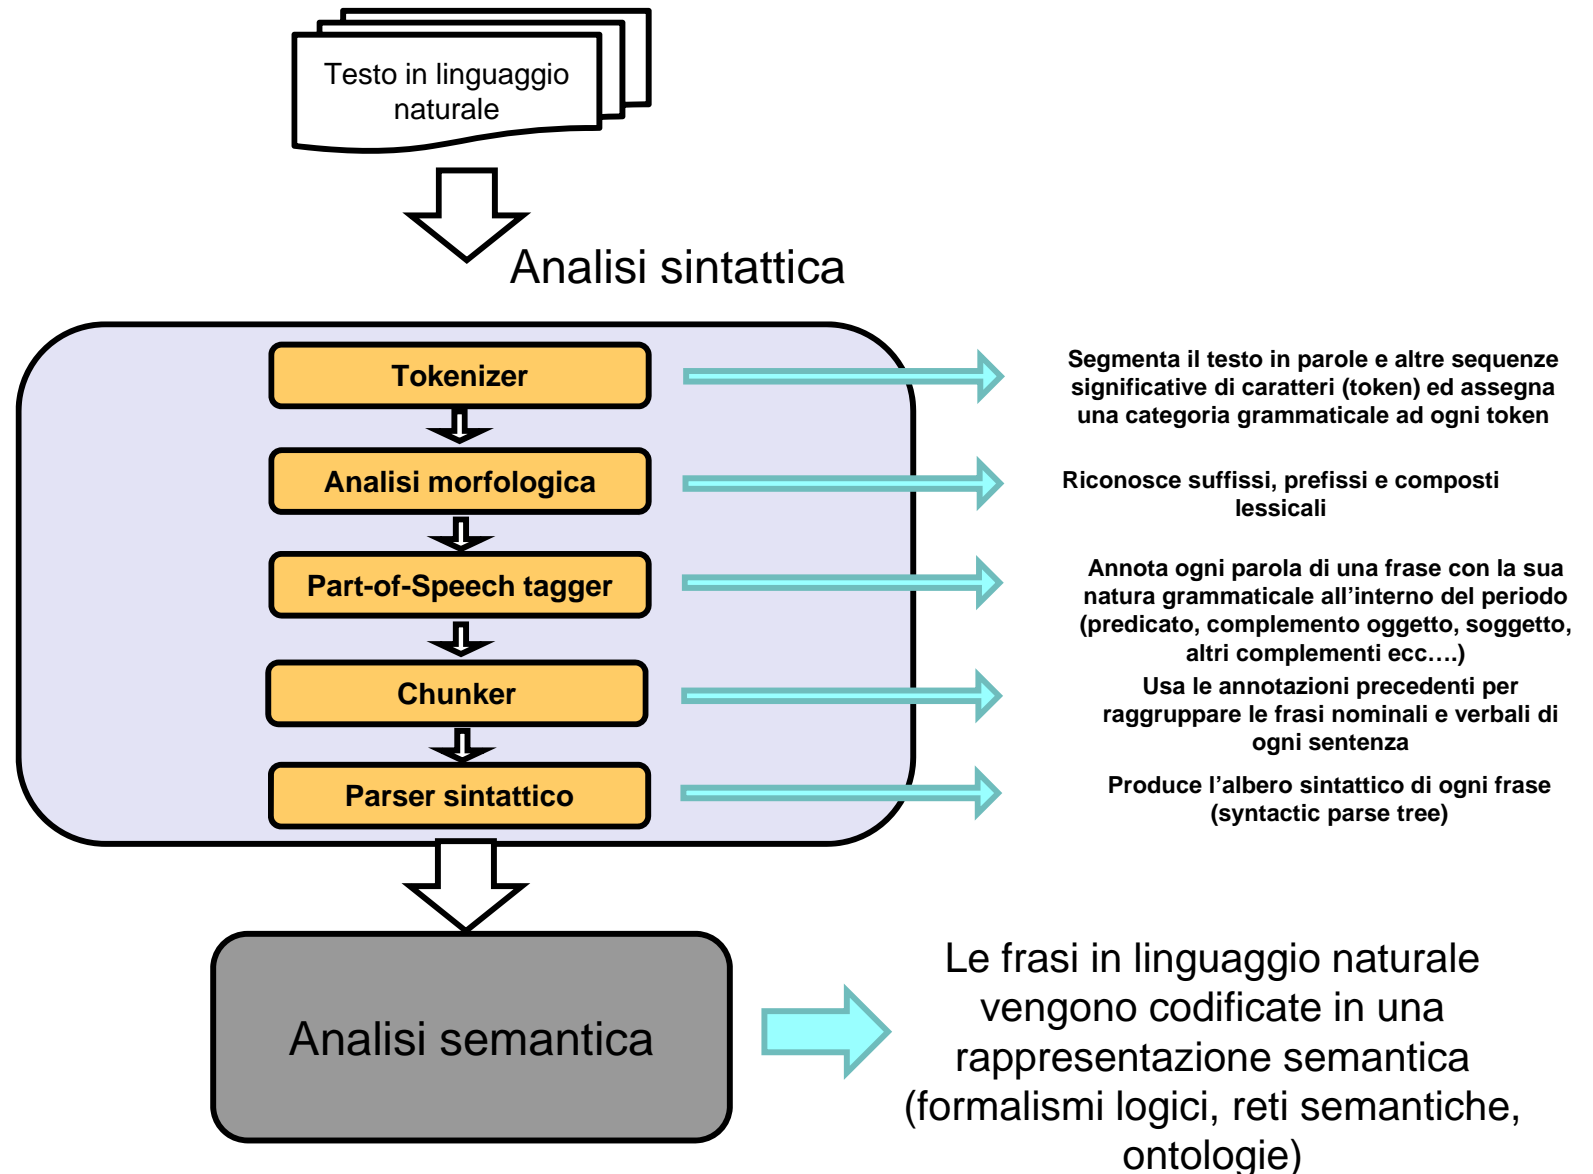 Testo in linguaggio
naturale
Analisi sintattica
Tokenizer
Segmenta il testo in parole e altre sequenze
significative di caratteri (token) ed assegna
una categoria grammaticale ad ogni token
Analisi morfologica
Riconosce suffissi, prefissi e composti
lessicali
Part-of-Speech tagger
Annota ogni parola di una frase con la sua
natura grammaticale all’interno del periodo
(predicato, complemento oggetto, soggetto,
altri complementi ecc….)
Chunker
Usa le annotazioni precedenti per
raggruppare le frasi nominali e verbali di
ogni sentenza
Parser sintattico
Produce l’albero sintattico di ogni frase
(syntactic parse tree)
Analisi semantica
Le frasi in linguaggio naturale
vengono codificate in una
rappresentazione semantica
(formalismi logici, reti semantiche,
ontologie)